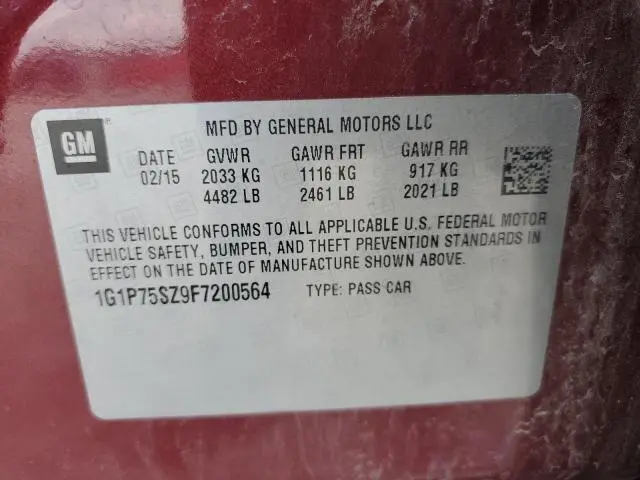 GM
MFD BY GENERAL MOTORS LLC
DATE GVWR GAWR FRT GAWR RR
02/15 2033 KG 1116 KG 917 KG
4482 LB 2461 LB 2021 LB
THIS VEHICLE CONFORMS TO ALL APPLICABLE U.S. FEDERAL MOTOR
VEHICLE SAFETY, BUMPER, AND THEFT PREVENTION STANDARDS IN
EFFECT ON THE DATE OF MANUFACTURE SHOWN ABOVE.
1G1P75SZ9F7200564 TYPE: PASS CAR